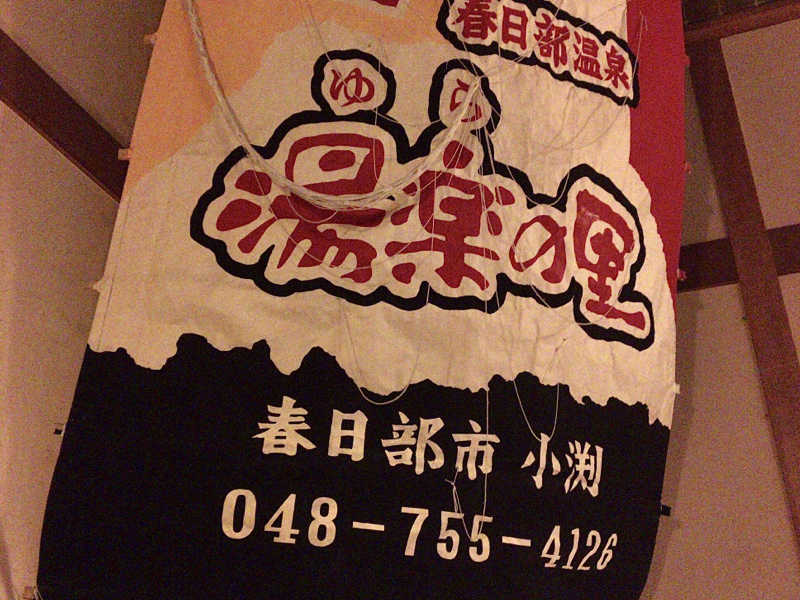 春日部温泉
ゆら
湯楽の里
春日部市 小渕
048-755-4126